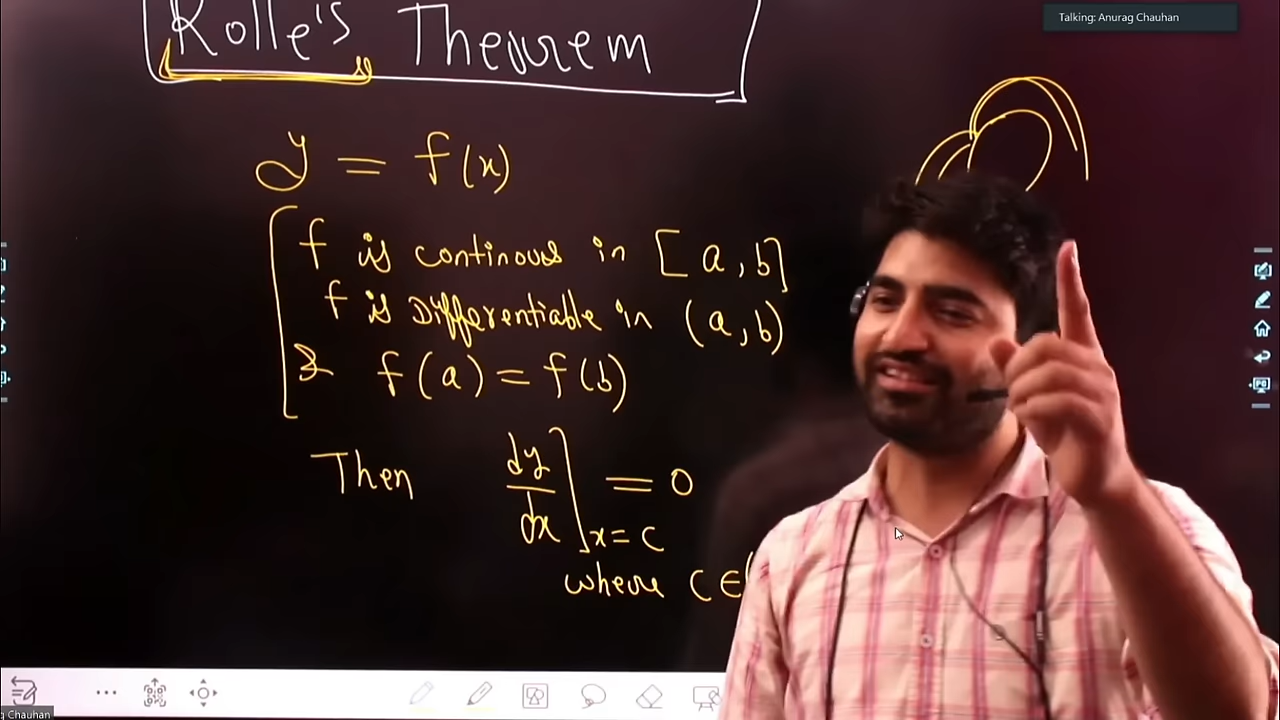 Talking: Anurag Chauhan
Rolle's Theorem
y = f(x)
f is continous in [a,b]
f is Differentiable in (a,b)
& f(a) = f(b)
Then dy/dx]x=c = 0
where c ∈ (
g Chauhan